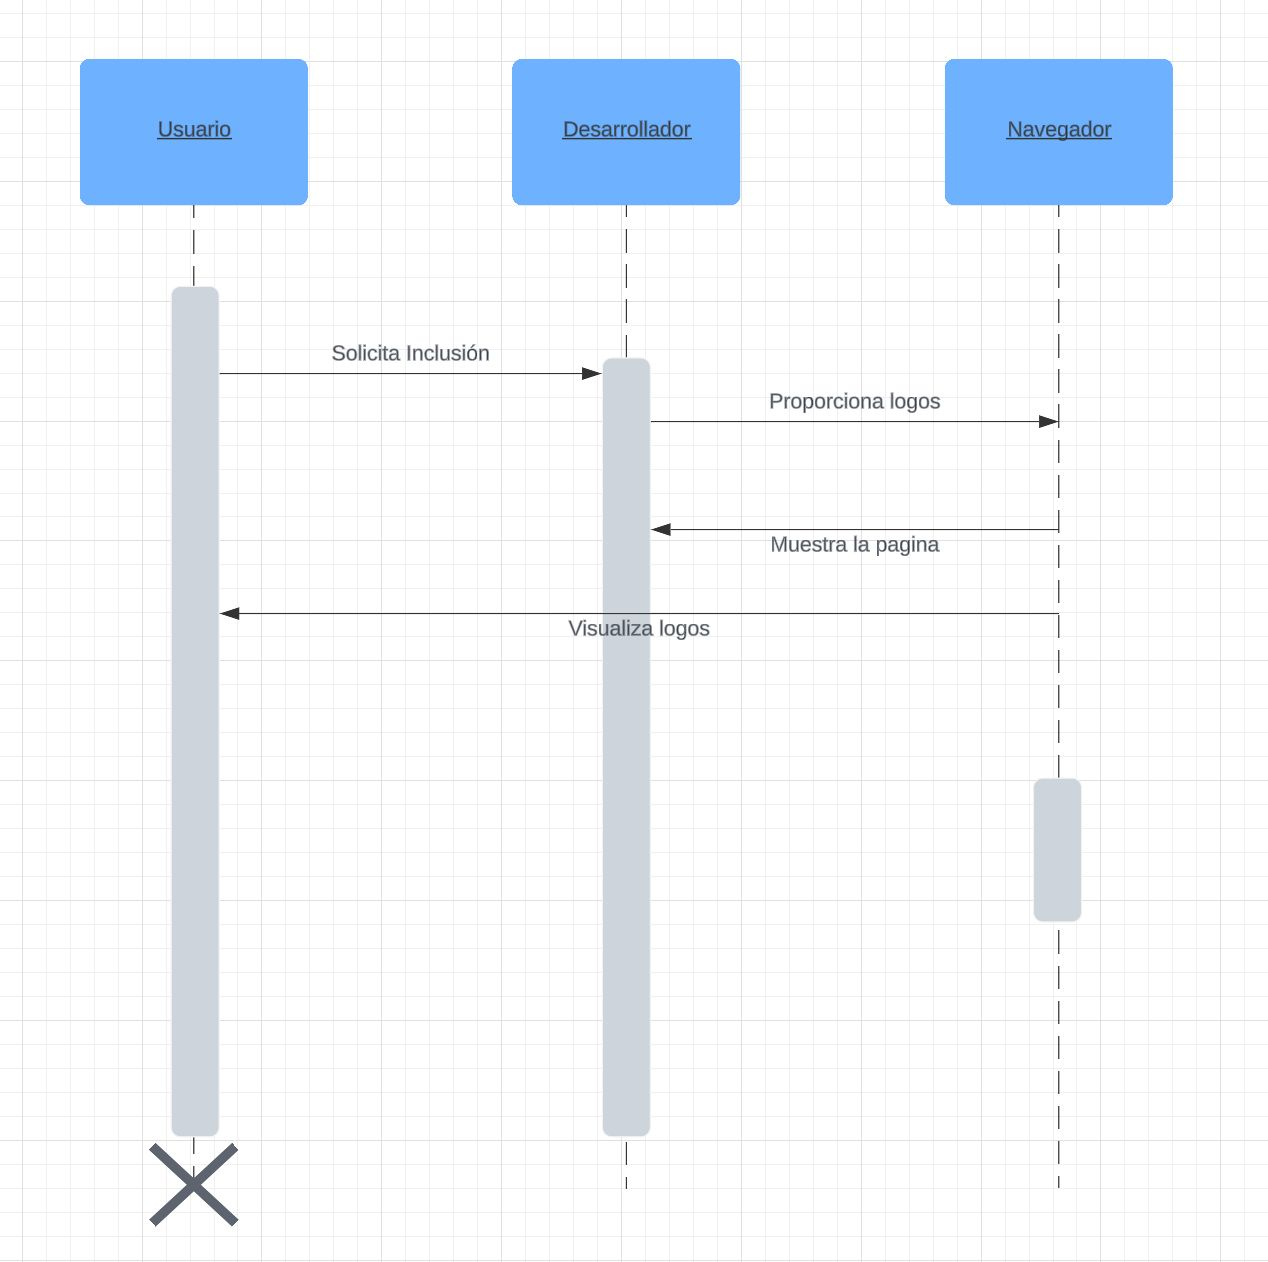 Usuario
Desarrollador
Navegador
Solicita Inclusión
Proporciona logos
Muestra la pagina
Visualiza logos